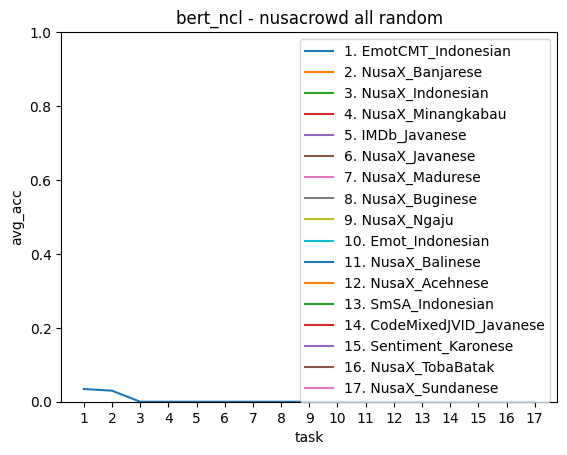 bert_ncl - nusacrowd all random
1.0
0.8
0.6
0.4
0.2
0.0
avg_acc
1. EmotCMT_Indonesian
2. NusaX_Banjarese
3. NusaX_Indonesian
4. NusaX_Minangkabau
5. IMDb_Javanese
6. NusaX_Javanese
7. NusaX_Madurese
8. NusaX_Buginese
9. NusaX_Ngaju
10. Emot_Indonesian
11. NusaX_Balinese
12. NusaX_Acehnese
13. SmSA_Indonesian
14. CodeMixedJVID_Javanese
15. Sentiment_Karonese
16. NusaX_TobaBatak
17. NusaX_Sundanese
1 2 3 4 5 6 7 8 9 10 11 12 13 14 15 16 17
task